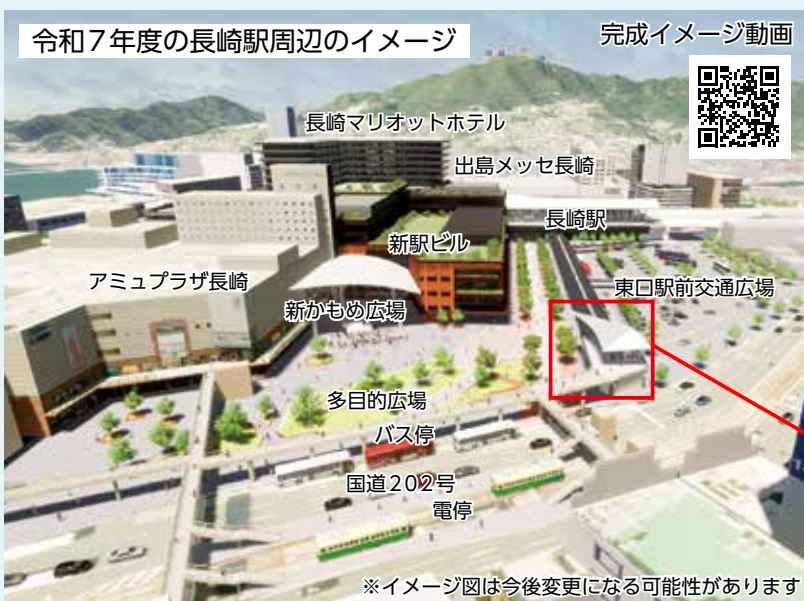 令和7年度の長崎駅周辺のイメージ
完成イメージ動画
長崎マリオットホテル
出島メッセ長崎
長崎駅
新駅ビル
アミュプラザ長崎
東口駅前交通広場
新かもめ広場
多目的広場
バス停
国道202号
電停
※イメージ図は今後変更になる可能性があります